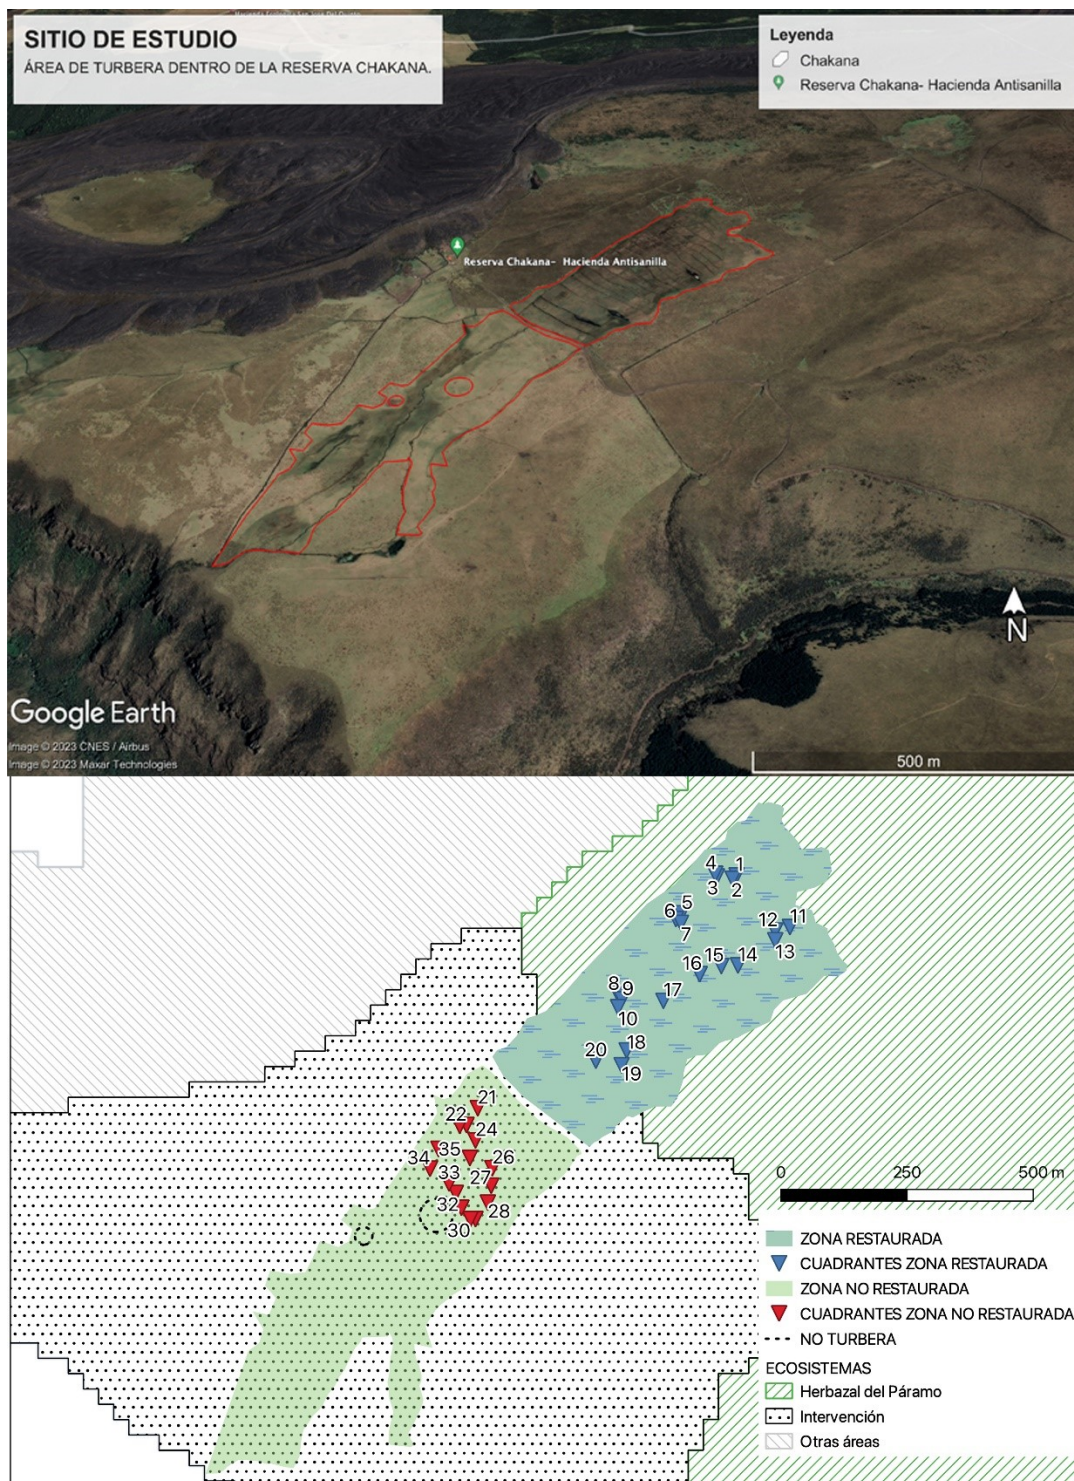 SITIO DE ESTUDIO
ÁREA DE TURBERA DENTRO DE LA RESERVA CHAKANA.
Leyenda
Chakana
Reserva Chakana- Hacienda Antisanilla
Reserva Chakana- Hacienda Antisanilla
N
Google Earth
Image © 2023 CNES / Airbus
Image © 2023 Maxar Technologies
500 m
4 1
3 2
5
6
7
12 11
13
16 15 14
8 9
17
10
20 18
19
21
22
24
35
34 26
33 27
32 28
30
0 250 500 m
ZONA RESTAURADA
CUADRANTES ZONA RESTAURADA
ZONA NO RESTAURADA
CUADRANTES ZONA NO RESTAURADA
NO TURBERA
ECOSISTEMAS
Herbazal del Páramo
Intervención
Otras áreas